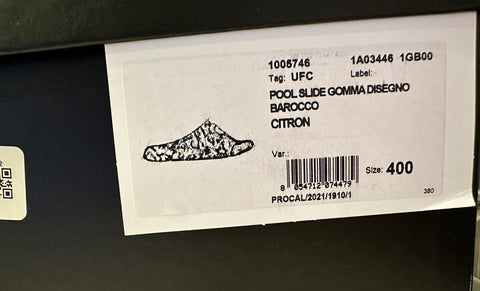 1005746 1A03446 1GB00
Tag: UFC Label:
POOL SLIDE GOMMA DISEGNO
BAROCCO
CITRON
Var.:
Size: 400
8 054712 074479
PROCAL/2021/1910/1
380